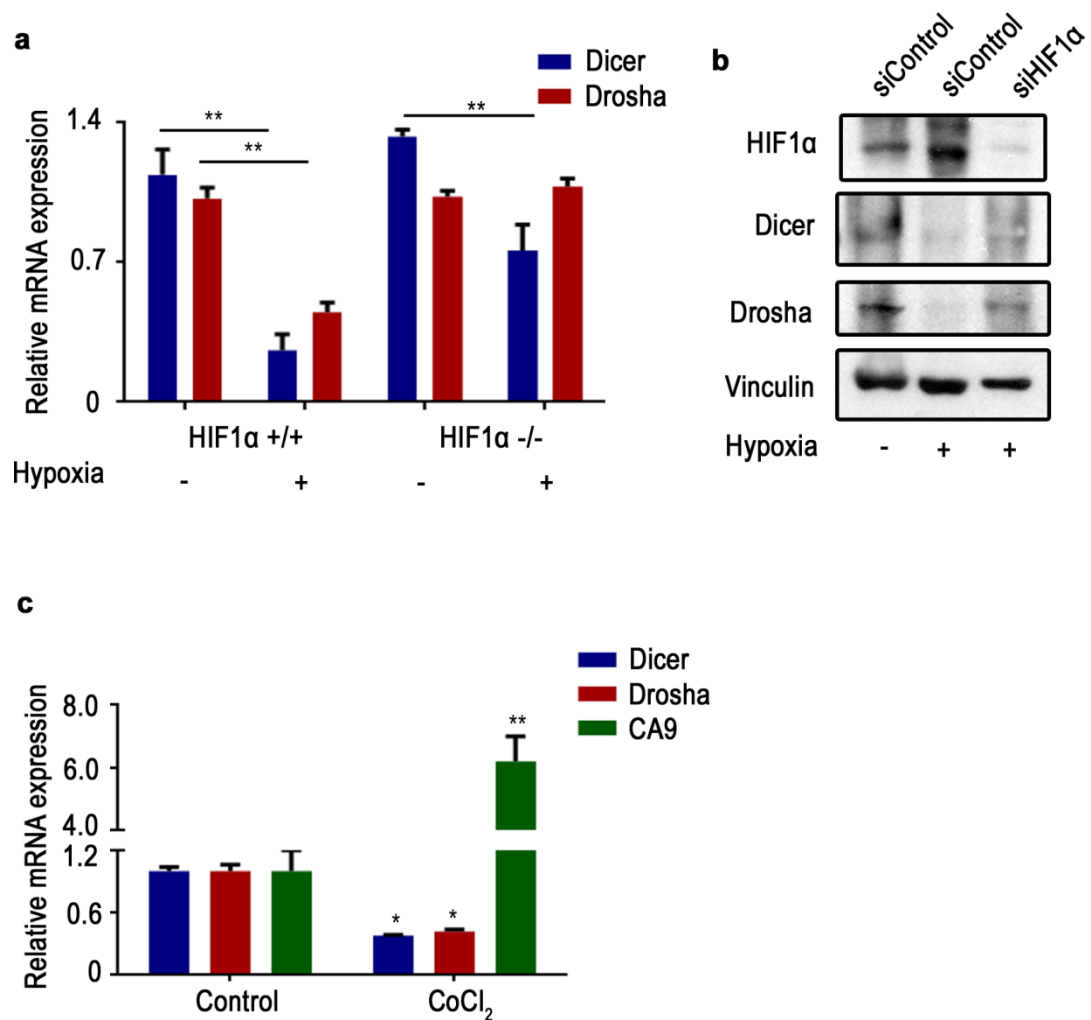 a
Dicer
Drosha
Relative mRNA expression
1.4
0.7
0
** ** **
HIF1α +/+ HIF1α -/-
Hypoxia - + - +
b
siControl siControl siHIF1α
HIF1α
Dicer
Drosha
Vinculin
Hypoxia - + +
c
Dicer
Drosha
CA9
Relative mRNA expression
8.0
6.0
4.0
1.2
0.6
0
* * **
Control CoCl₂